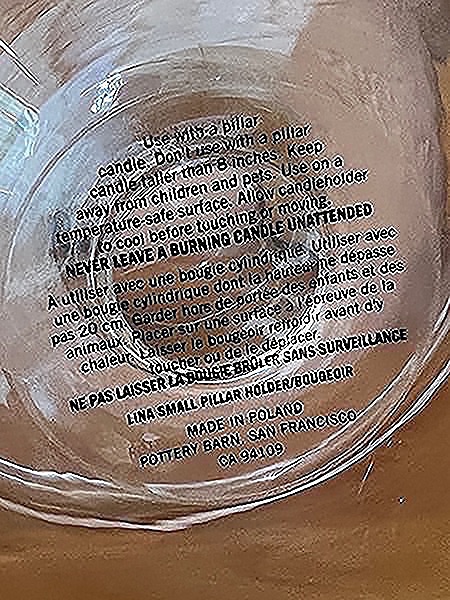 Use with a pillar
candle. Don't use with a pillar
candle taller than 8 inches. Keep
away from children and pets. Use on a
temperature-safe surface. Allow candleholder
to cool before touching or moving.
NEVER LEAVE A BURNING CANDLE UNATTENDED
À utiliser avec une bougie cylindrique. Utiliser avec
une bougie cylindrique dont la hauteur ne dépasse
pas 20 cm. Garder hors de portée des enfants et des
animaux. Placer sur une surface à l'épreuve de la
chaleur. Laisser le bougeoir refroidir avant d'y
toucher ou de le déplacer.
NE PAS LAISSER LA BOUGIE BRÛLER SANS SURVEILLANCE
LINA SMALL PILLAR HOLDER/BOUGEOIR
MADE IN POLAND
POTTERY BARN, SAN FRANCISCO
CA 94109